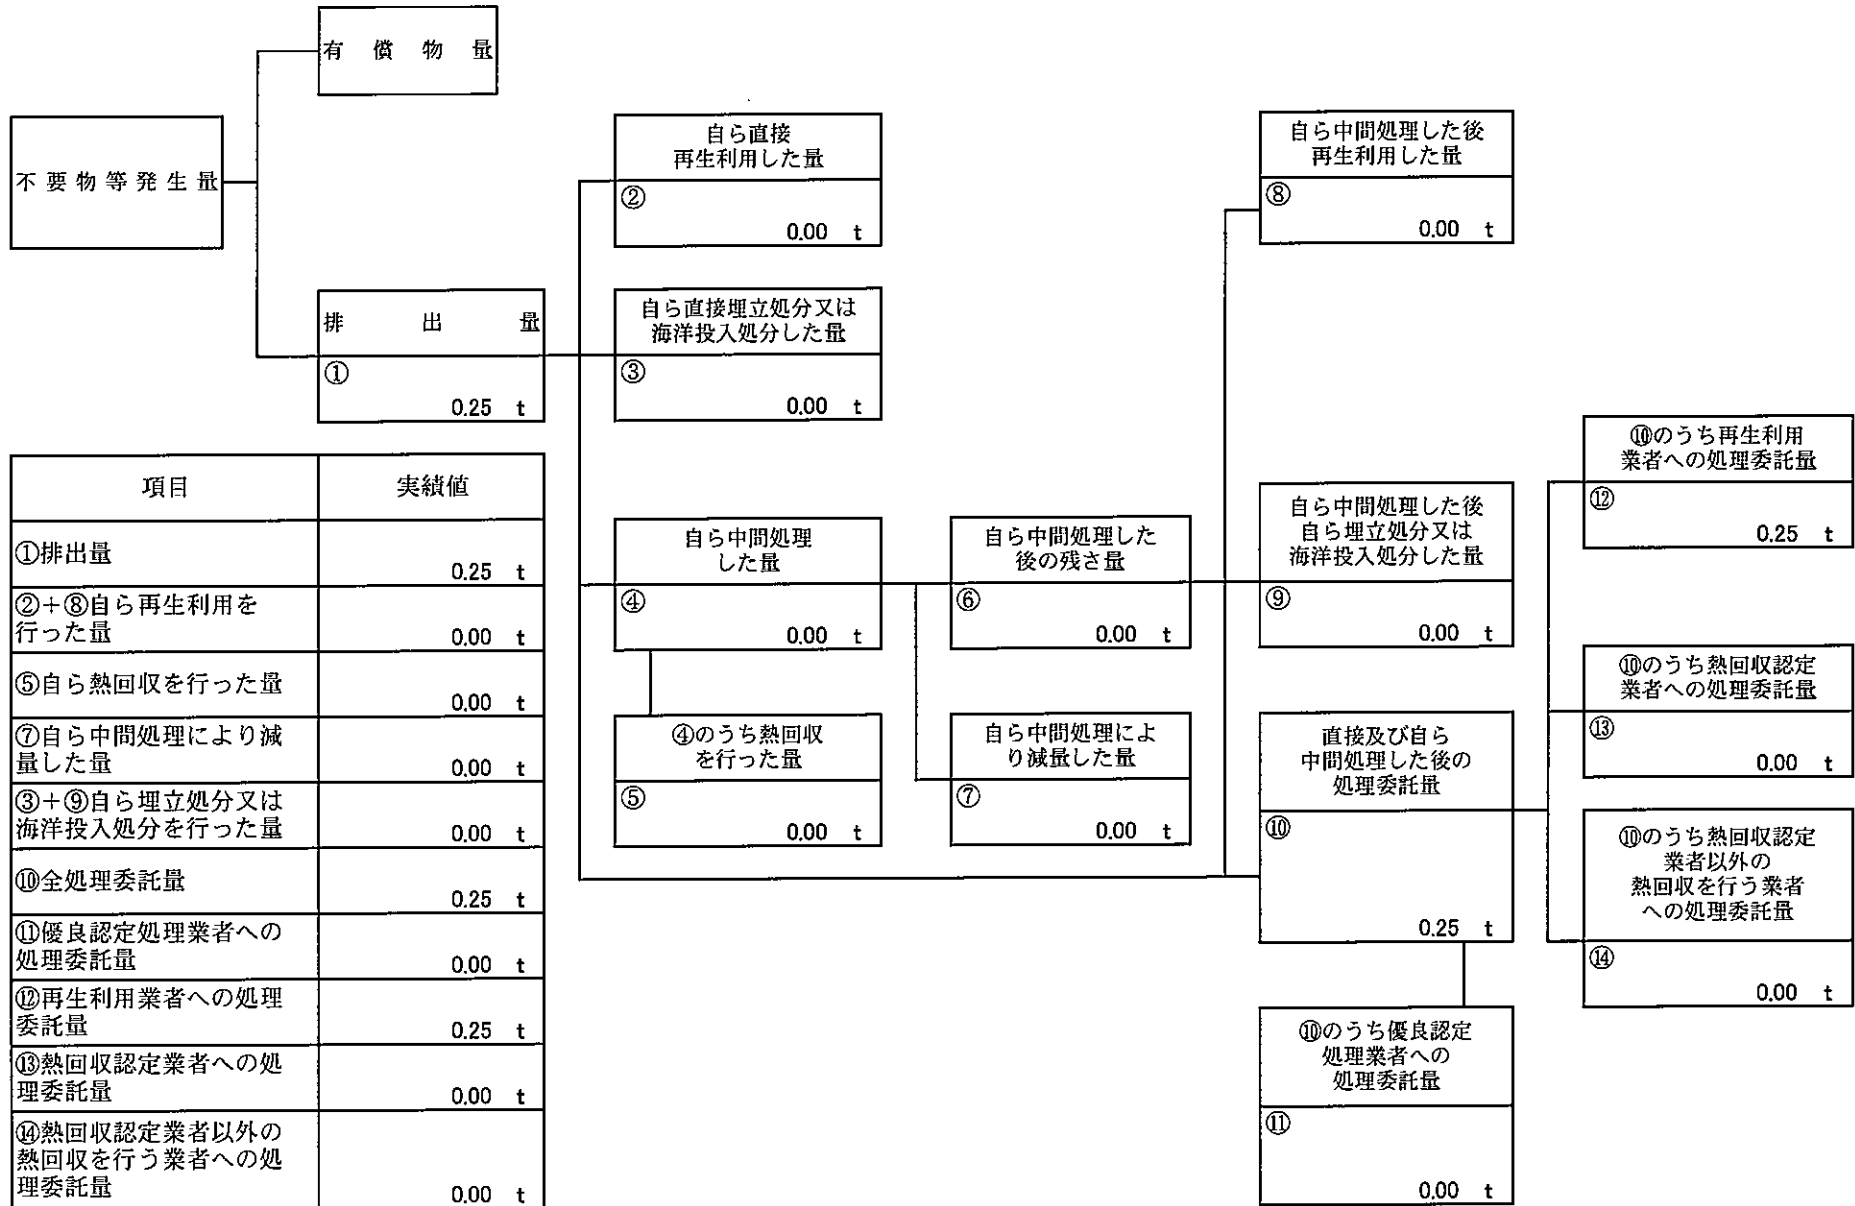 有償物量
不要物等発生量
排出量
①
0.25 t
自ら直接
再生利用した量
②
0.00 t
自ら直接埋立処分又は
海洋投入処分した量
③
0.00 t
自ら中間処理
した量
④
0.00 t
④のうち熱回収
を行った量
⑤
0.00 t
自ら中間処理した
後の残さ量
⑥
0.00 t
自ら中間処理によ
り減量した量
⑦
0.00 t
自ら中間処理した後
再生利用した量
⑧
0.00 t
自ら中間処理した後
自ら埋立処分又は
海洋投入処分した量
⑨
0.00 t
直接及び自ら
中間処理した後の
処理委託量
⑩
0.25 t
⑩のうち優良認定
処理業者への
処理委託量
⑪
0.00 t
⑩のうち再生利用
業者への処理委託量
⑫
0.25 t
⑩のうち熱回収認定
業者への処理委託量
⑬
0.00 t
⑩のうち熱回収認定
業者以外の
熱回収を行う業者
への処理委託量
⑭
0.00 t
項目 実績値
①排出量
0.25 t
②+⑧自ら再生利用を
行った量 0.00 t
⑤自ら熱回収を行った量
0.00 t
⑦自ら中間処理により減
量した量 0.00 t
③+⑨自ら埋立処分又は
海洋投入処分を行った量 0.00 t
⑩全処理委託量
0.25 t
⑪優良認定処理業者への
処理委託量 0.00 t
⑫再生利用業者への処理
委託量 0.25 t
⑬熱回収認定業者への処
理委託量 0.00 t
⑭熱回収認定業者以外の
熱回収を行う業者への処
理委託量 0.00 t